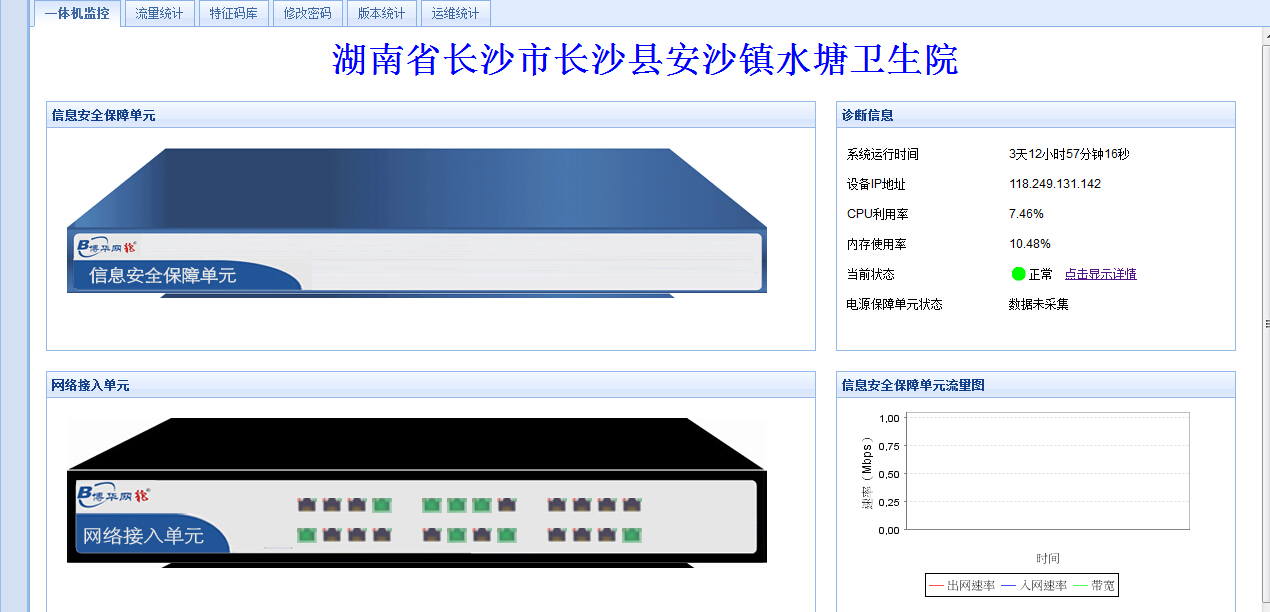 一体机监控 流量统计 特征码库 修改密码 版本统计 运维统计
湖南省长沙市长沙县安沙镇水塘卫生院
信息安全保障单元
博华网络
信息安全保障单元
诊断信息
系统运行时间 3天12小时57分钟16秒
设备IP地址 118.249.131.142
CPU利用率 7.46%
内存使用率 10.48%
当前状态 正常 点击显示详情
电源保障单元状态 数据未采集
网络接入单元
博华网络
网络接入单元
信息安全保障单元流量图
速率（Mbps）
1,00
0,75
0,50
0,25
0,00
时间
出网速率 入网速率 带宽